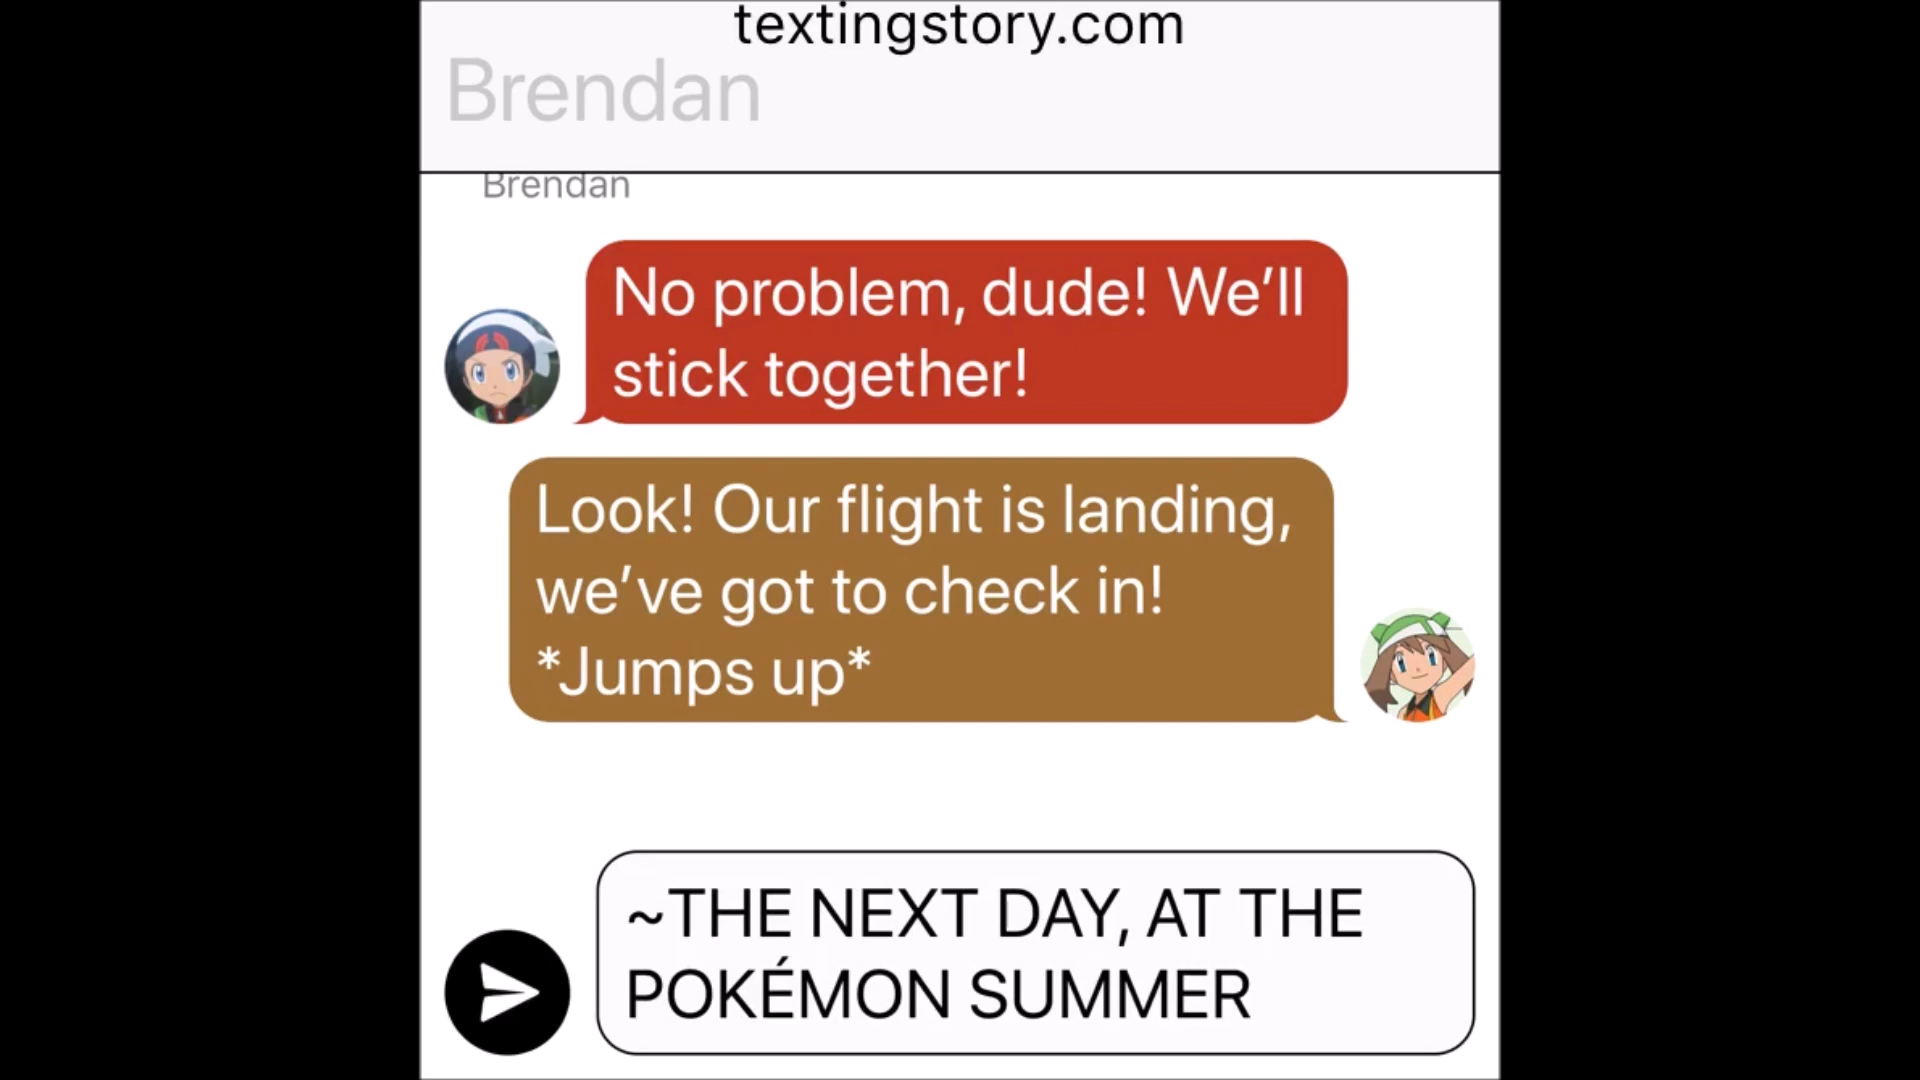 textingstory.com
Brendan
Brendan
No problem, dude! We’ll
stick together!
Look! Our flight is landing,
we’ve got to check in!
*Jumps up*
~THE NEXT DAY, AT THE
POKÉMON SUMMER